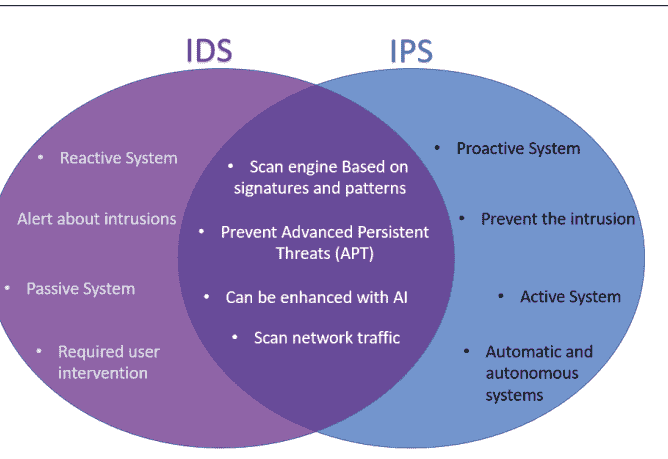 IDS
IPS
• Reactive System
Alert about intrusions
• Passive System
• Required user
intervention
• Scan engine Based on
signatures and patterns
• Prevent Advanced Persistent
Threats (APT)
• Can be enhanced with AI
• Scan network traffic
• Proactive System
• Prevent the intrusion
• Active System
• Automatic and
autonomous
systems